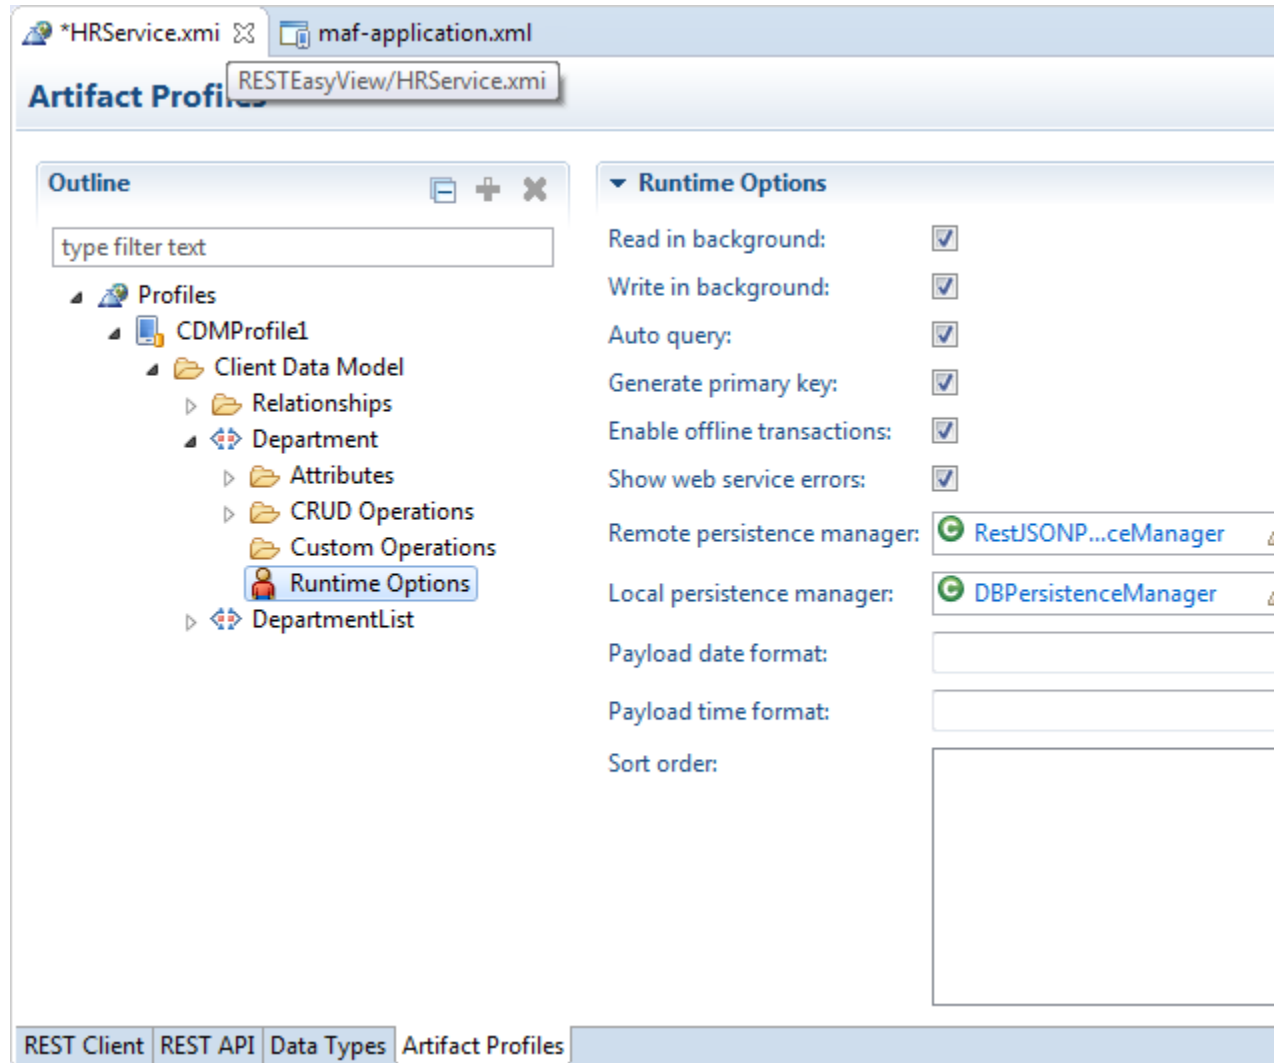 *HRService.xmi
maf-application.xml
RESTEasyView/HRService.xmi
Artifact Profiles
Outline
type filter text
Profiles
CDMProfile1
Client Data Model
Relationships
Department
Attributes
CRUD Operations
Custom Operations
Runtime Options
DepartmentList
Runtime Options
Read in background:
Write in background:
Auto query:
Generate primary key:
Enable offline transactions:
Show web service errors:
Remote persistence manager: RestJSONP...ceManager
Local persistence manager: DBPersistenceManager
Payload date format:
Payload time format:
Sort order:
REST Client REST API Data Types Artifact Profiles